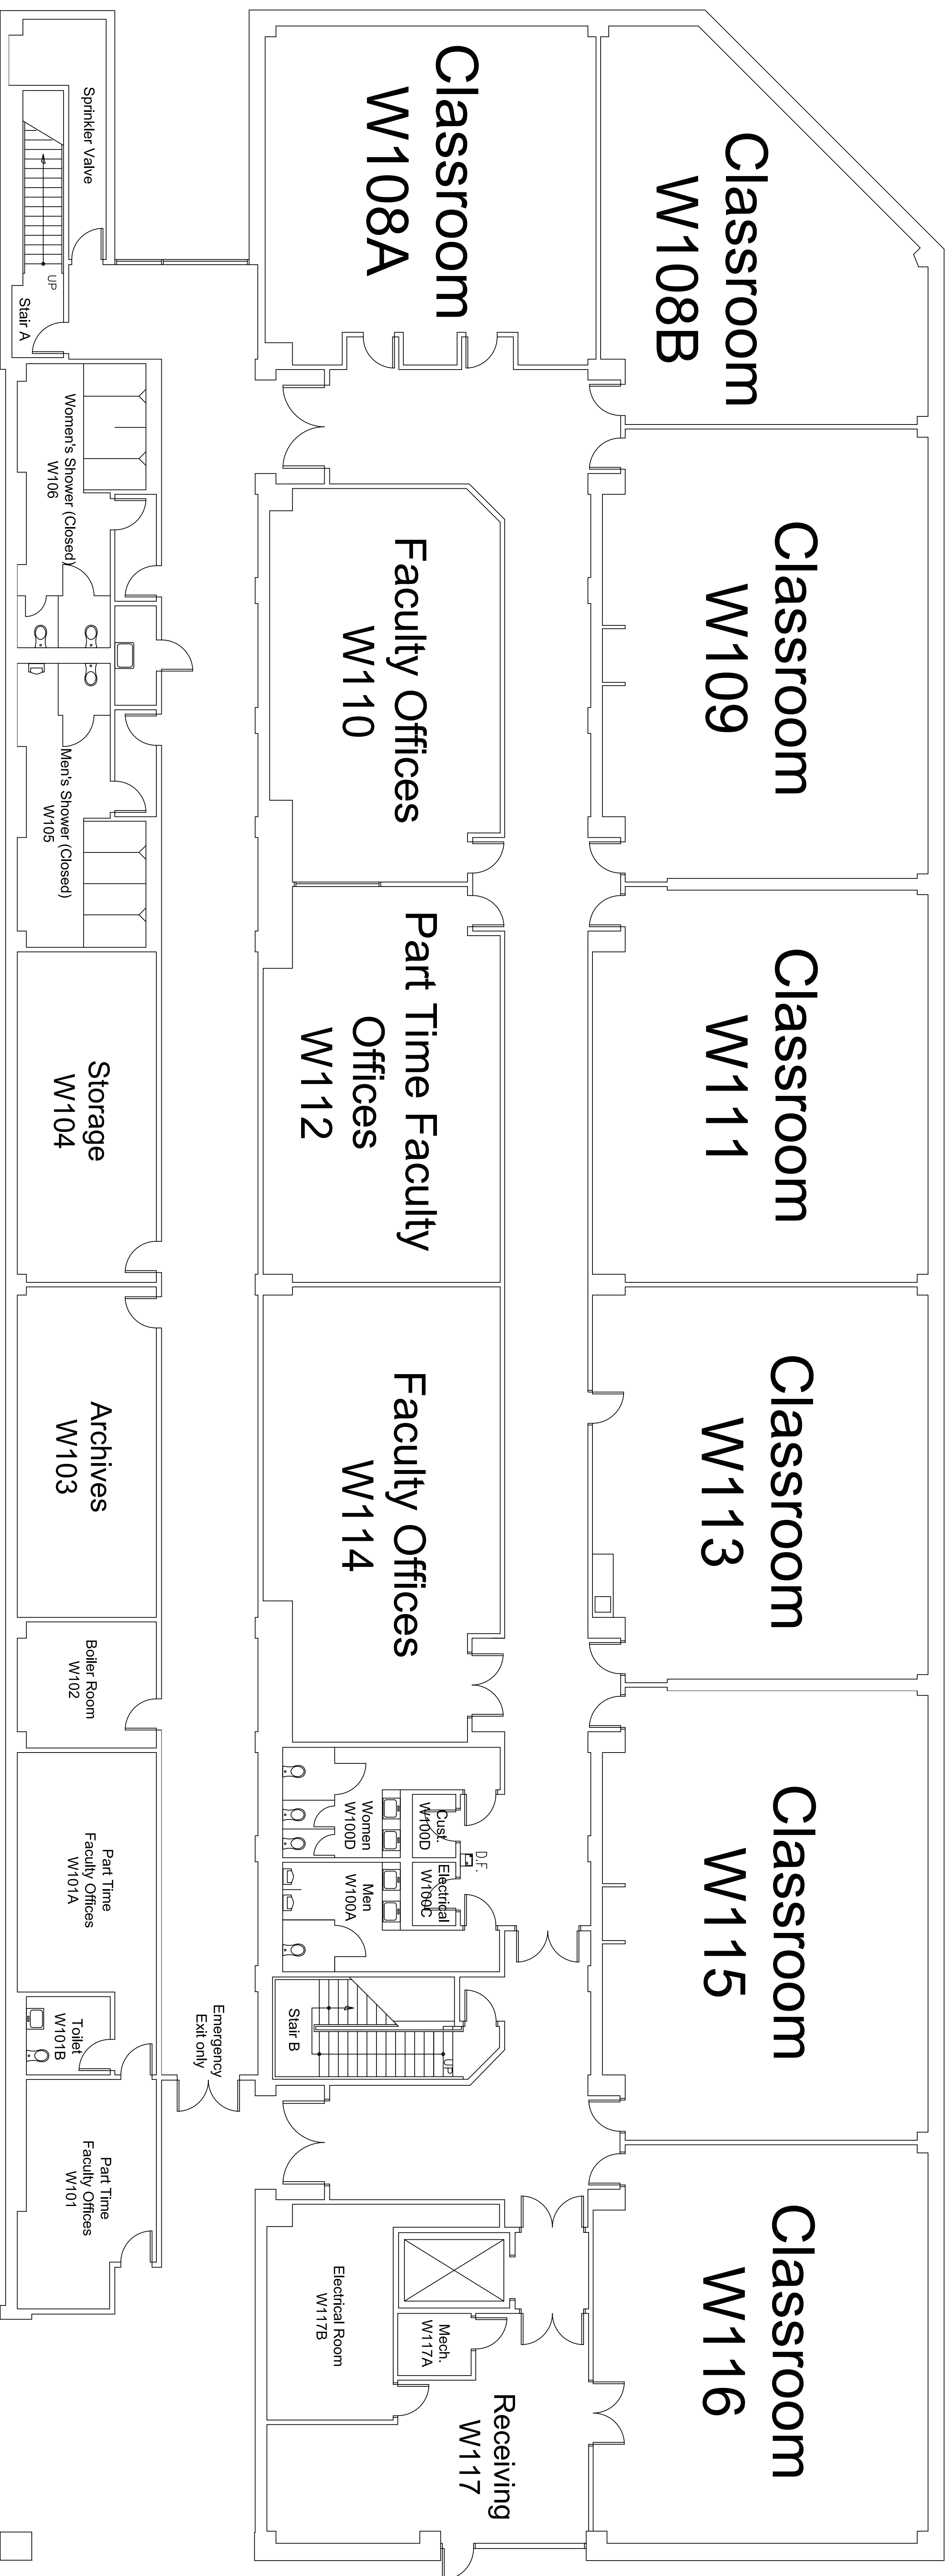 Classroom
W108B
Classroom
W109
Classroom
W111
Classroom
W113
Classroom
W115
Classroom
W116
Classroom
W108A
Faculty Offices
W110
Part Time Faculty
Offices
W112
Faculty Offices
W114
Women
W100D
Cust.
W100D
D.F.
Electrical
W100C
Men
W100A
Stair B
UP
Electrical Room
W117B
Mech.
W117A
Receiving
W117
Emergency
Exit only
Sprinkler Valve
UP
Stair A
Women's Shower (Closed)
W106
Men's Shower (Closed)
W105
Storage
W104
Archives
W103
Boiler Room
W102
Part Time
Faculty Offices
W101A
Toilet
W101B
Part Time
Faculty Offices
W101